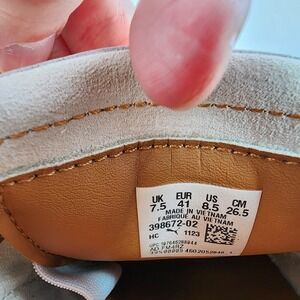 UK EUR US CM
7.5 41 8.5 26.5
MADE IN VIETNAM
FABRIQUÉ AU VIETNAM
398672-02
HC 1123